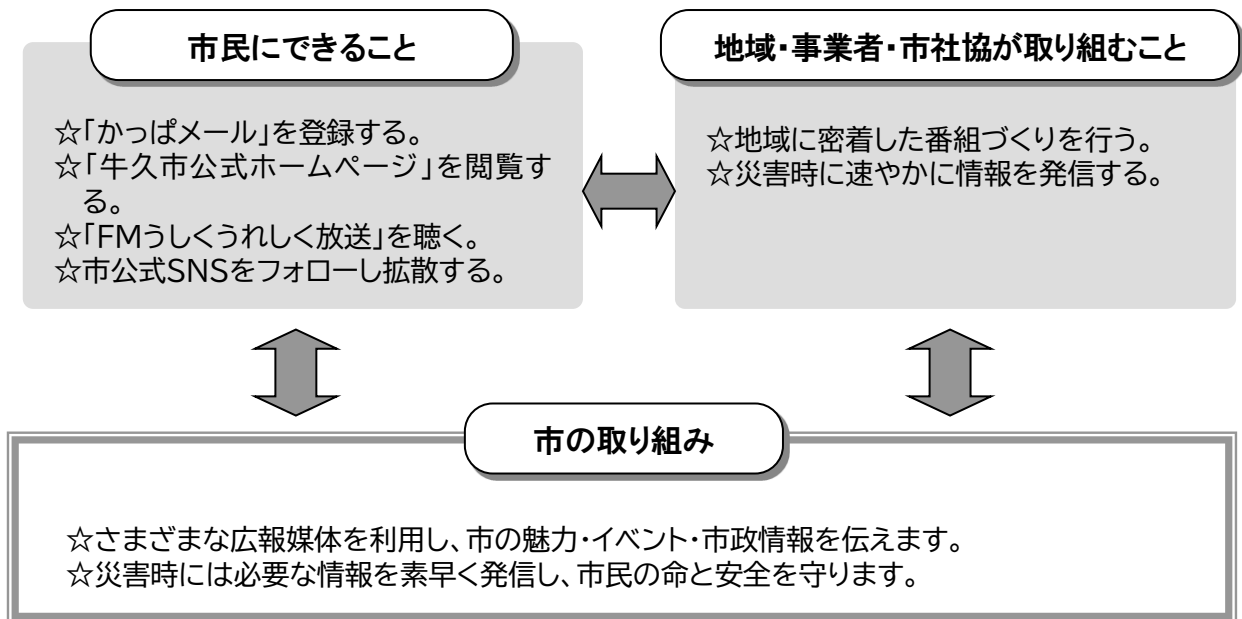 市民にできること
☆「かっぱメール」を登録する。
☆「牛久市公式ホームページ」を閲覧す
る。
☆「FMうしくうれしく放送」を聴く。
☆市公式SNSをフォローし拡散する。
地域・事業者・市社協が取り組むこと
☆地域に密着した番組づくりを行う。
☆災害時に速やかに情報を発信する。
市の取り組み
☆さまざまな広報媒体を利用し、市の魅力・イベント・市政情報を伝えます。
☆災害時には必要な情報を素早く発信し、市民の命と安全を守ります。